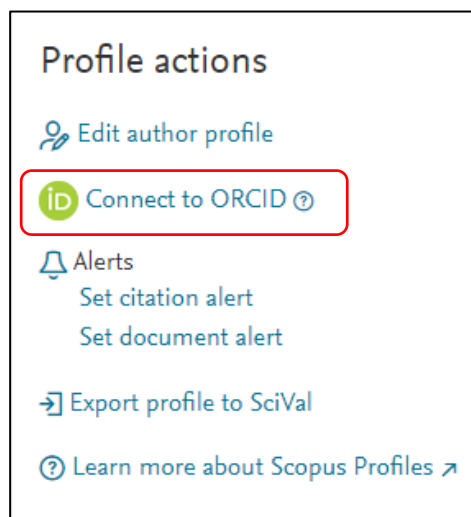 Profile actions
Edit author profile
iD Connect to ORCID ?
Alerts
Set citation alert
Set document alert
Export profile to SciVal
? Learn more about Scopus Profiles ↗